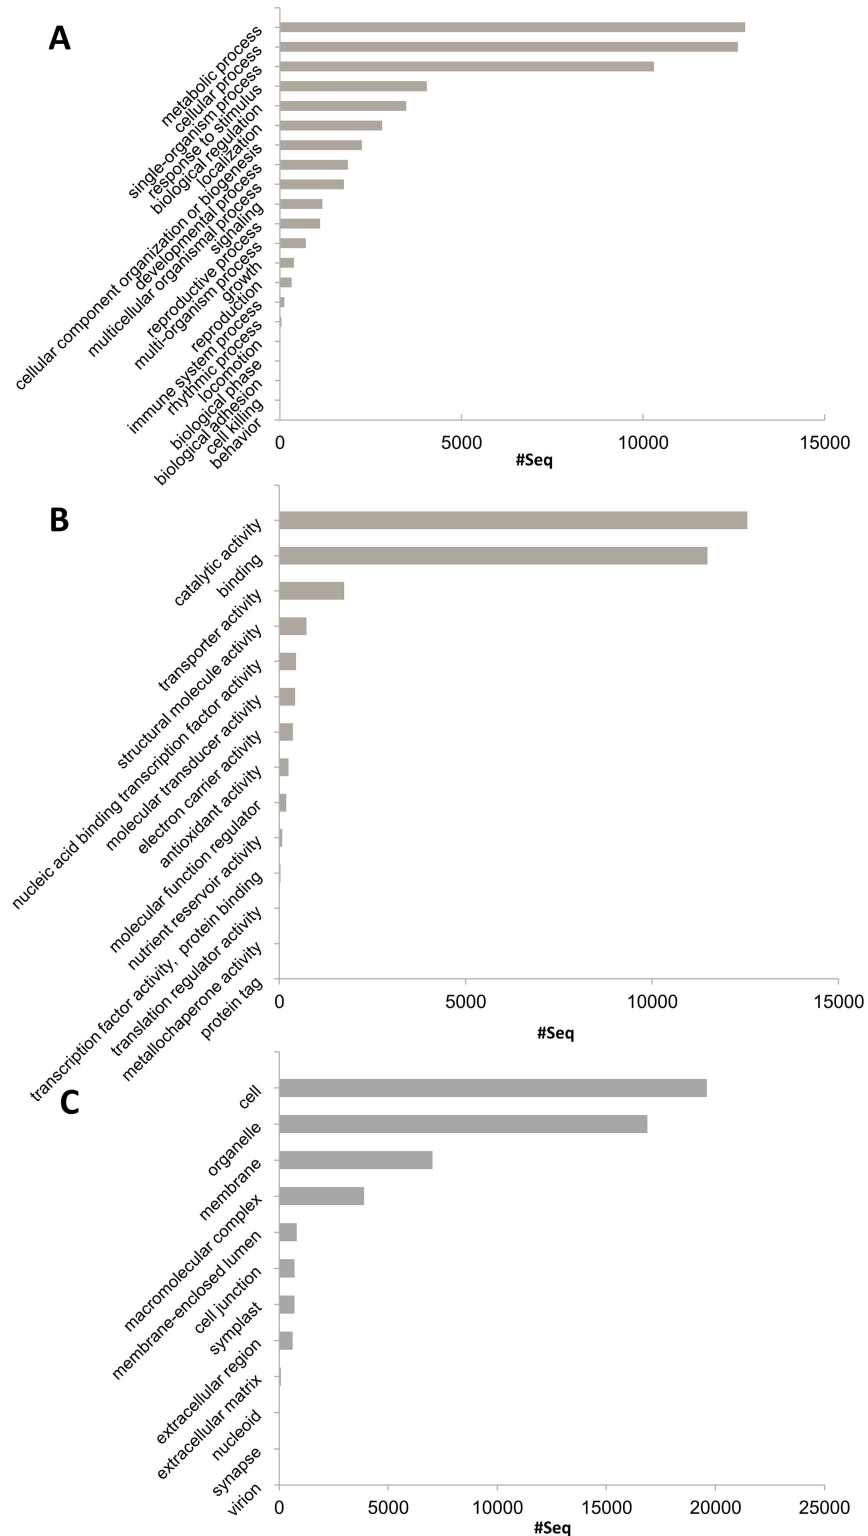 A
metabolic process
cellular process
single-organism process
response to stimulus
biological regulation
localization
cellular component organization or biogenesis
developmental process
multicellular organismal process
signaling
reproductive process
multi-organism process
growth
reproduction
immune system process
rhythmic process
locomotion
biological phase
biological adhesion
cell killing
behavior
0 5000 10000 15000
#Seq
B
catalytic activity
binding
transporter activity
structural molecule activity
nucleic acid binding transcription factor activity
molecular transducer activity
electron carrier activity
antioxidant activity
molecular function regulator
nutrient reservoir activity
transcription factor activity, protein binding
translation regulator activity
metallochaperone activity
protein tag
0 5000 10000 15000
#Seq
C
cell
organelle
membrane
macromolecular complex
membrane-enclosed lumen
cell junction
symplast
extracellular region
extracellular matrix
nucleoid
synapse
virion
0 5000 10000 15000 20000 25000
#Seq